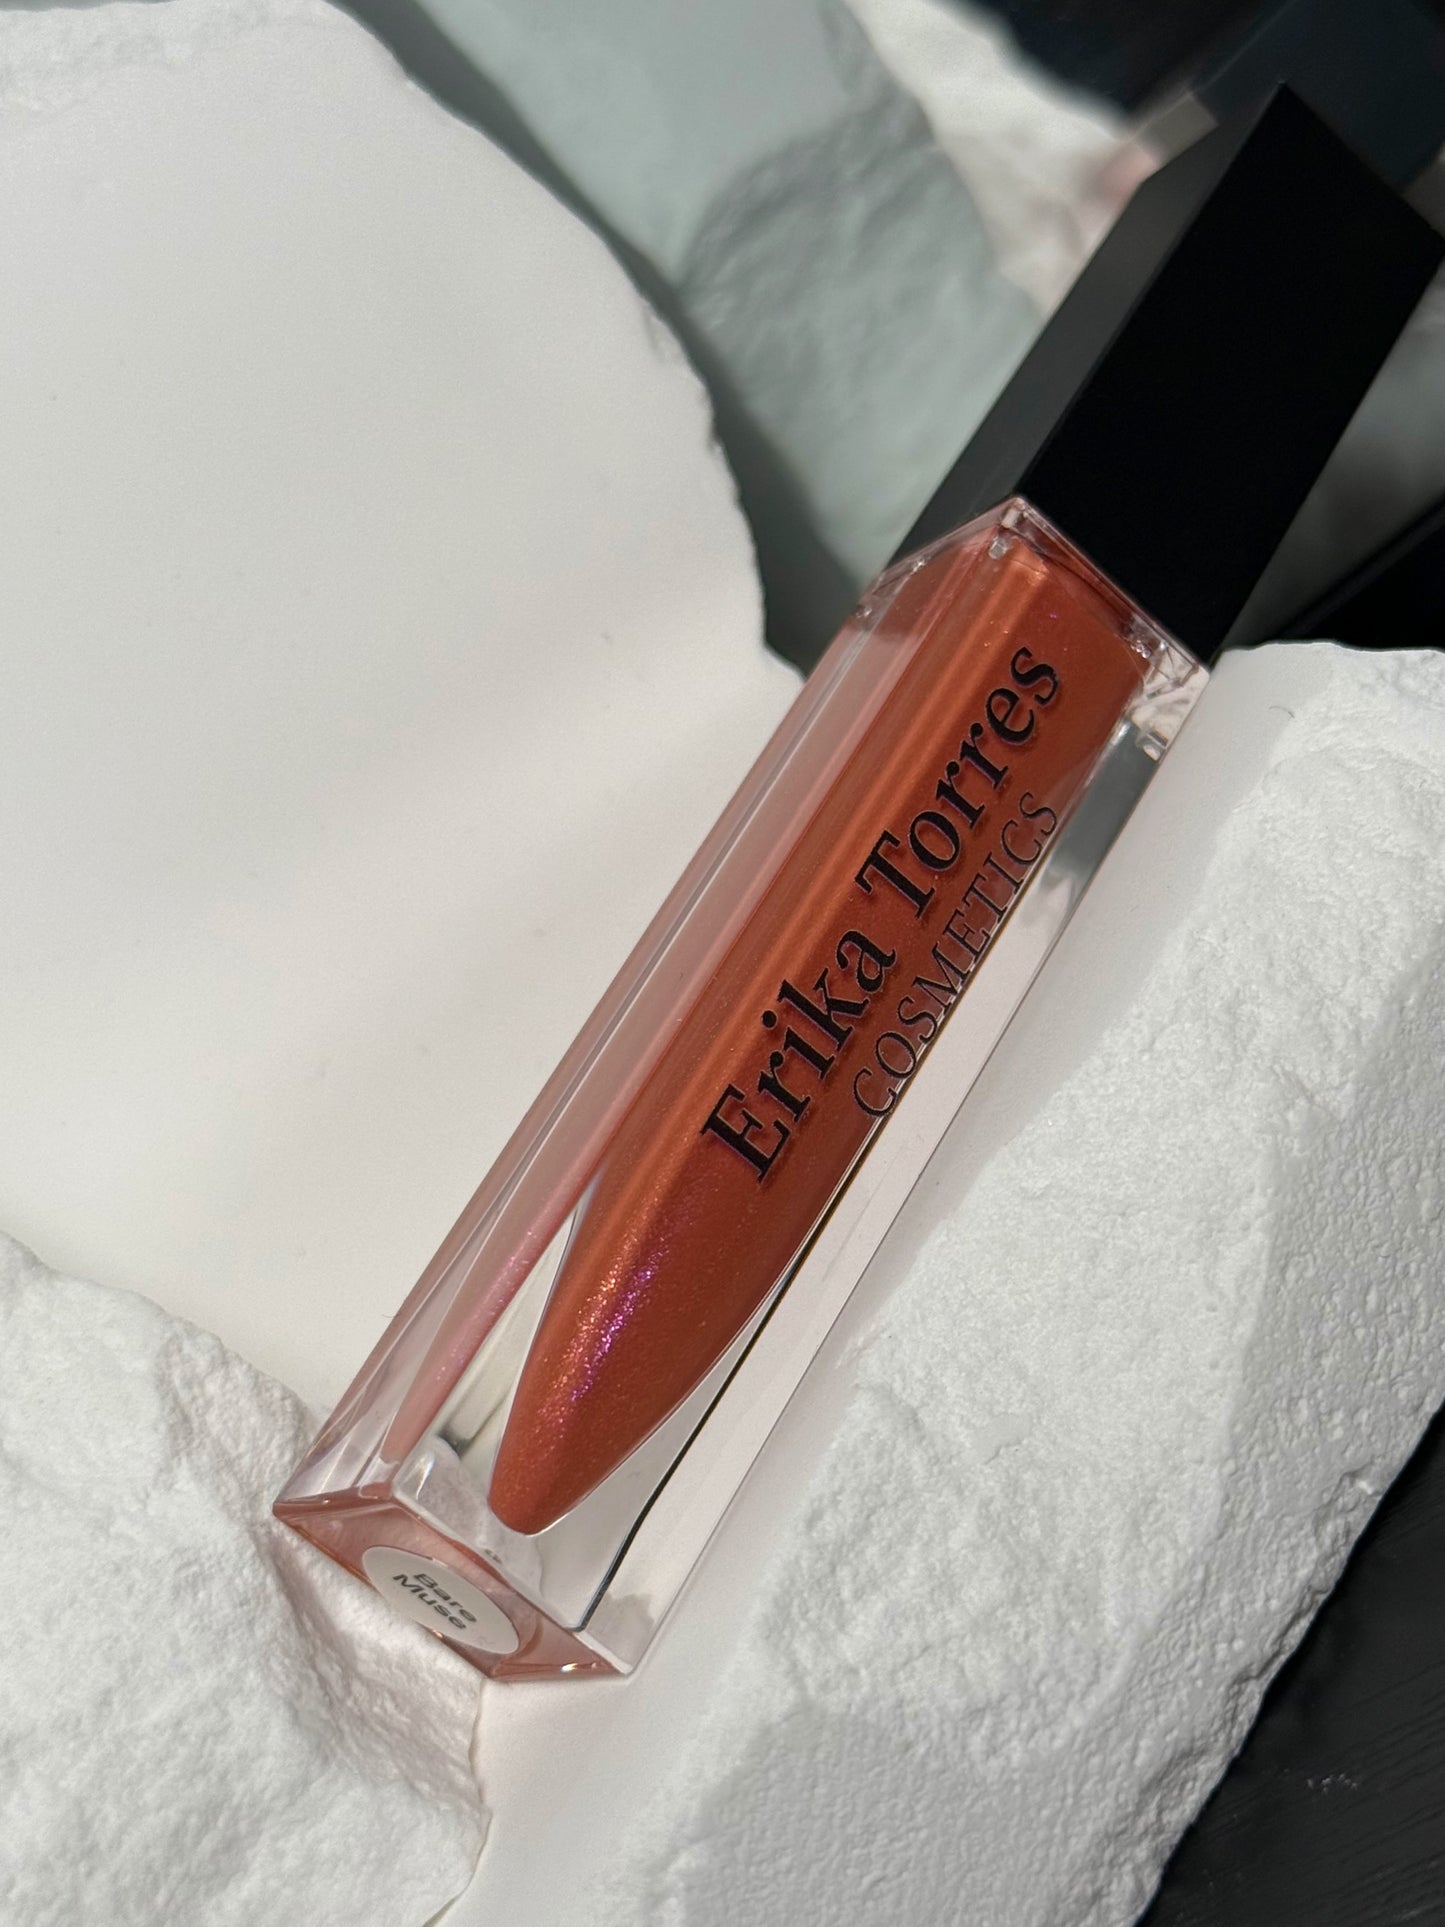 Erika Torres
COSMETICS
Bare
Muse